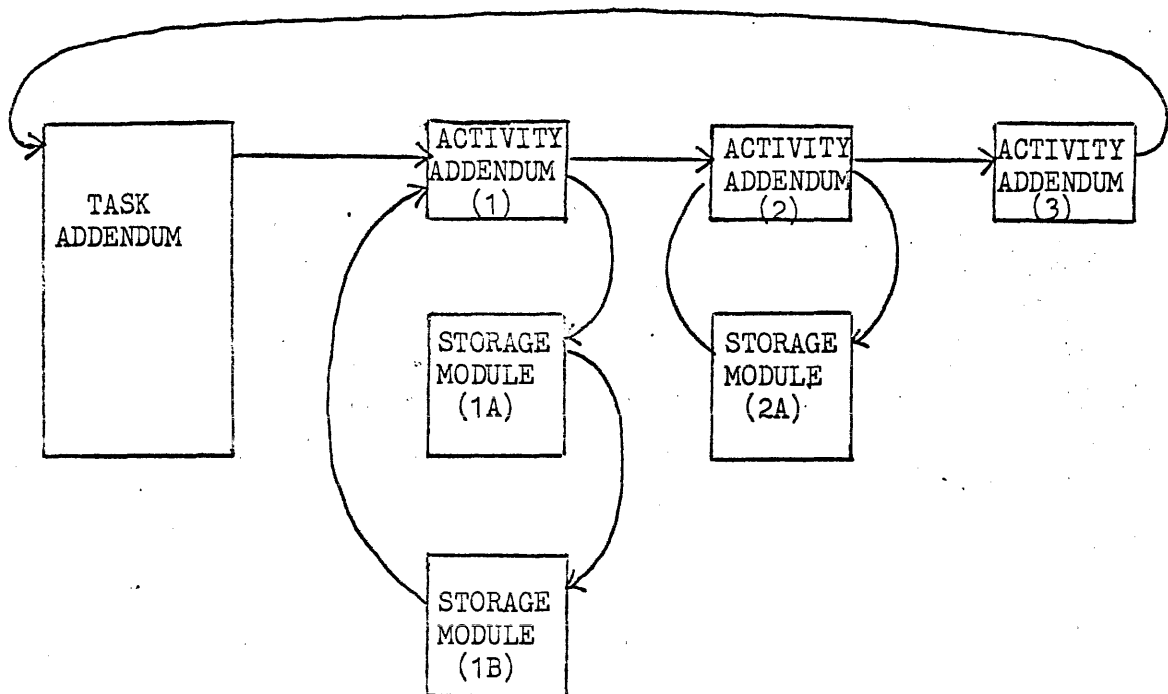 TASK
ADDENDUM
ACTIVITY
ADDENDUM
(1)
ACTIVITY
ADDENDUM
(2)
ACTIVITY
ADDENDUM
(3)
STORAGE
MODULE
(1A)
STORAGE
MODULE
(2A)
STORAGE
MODULE
(1B)